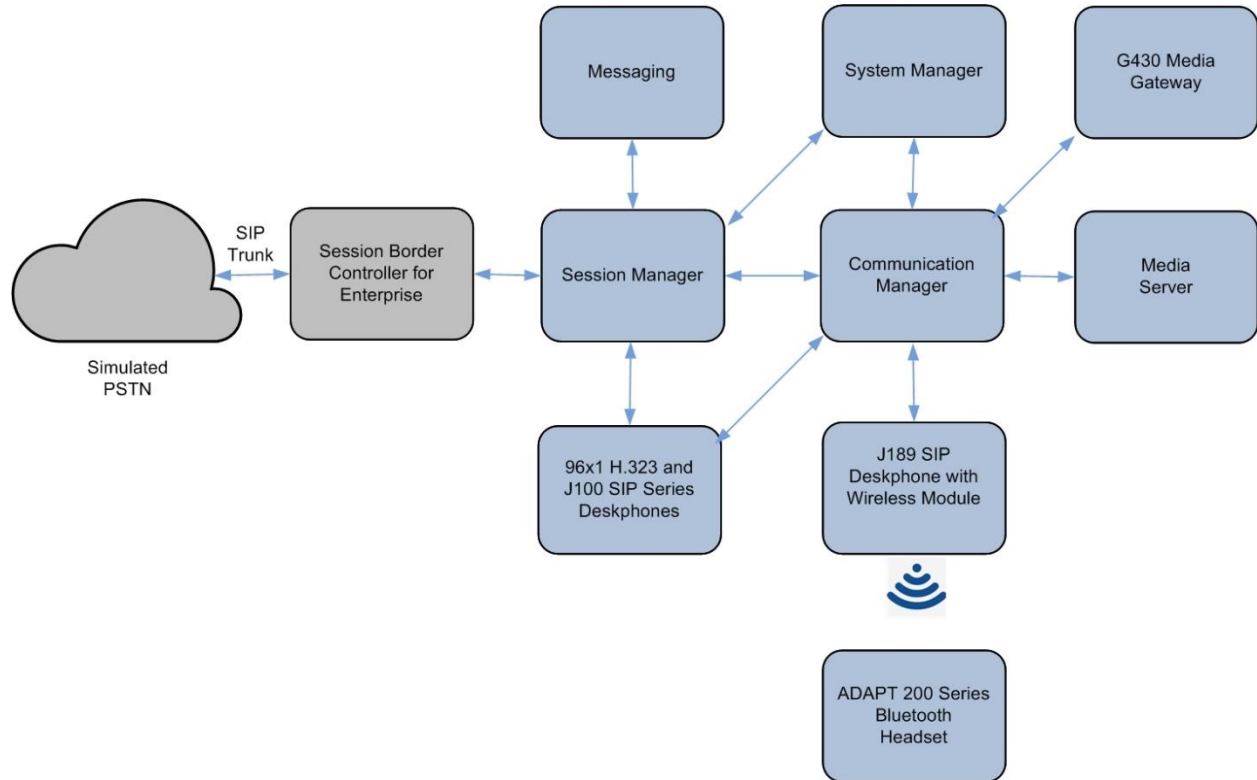 Messaging
System Manager
G430 Media
Gateway
SIP
Trunk
Session Border
Controller for
Enterprise
Session Manager
Communication
Manager
Media
Server
Simulated
PSTN
96x1 H.323 and
J100 SIP Series
Deskphones
J189 SIP
Deskphone with
Wireless Module
ADAPT 200 Series
Bluetooth
Headset